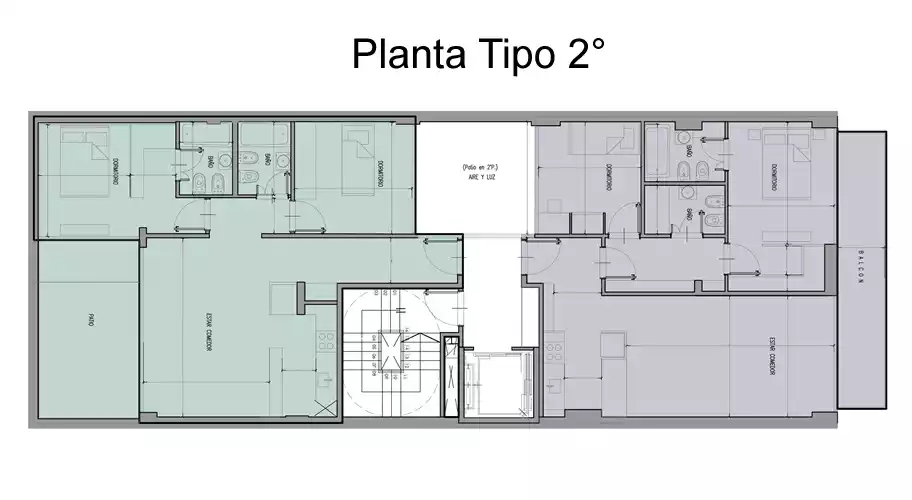 Planta Tipo 2°
DORMITORIO
BAÑO
BAÑO
DORMITORIO
(Patio en 2°P.)
AIRE Y LUZ
DORMITORIO
BAÑO
BAÑO
DORMITORIO
BALCON
PATIO
ESTAR COMEDOR
ESTAR COMEDOR